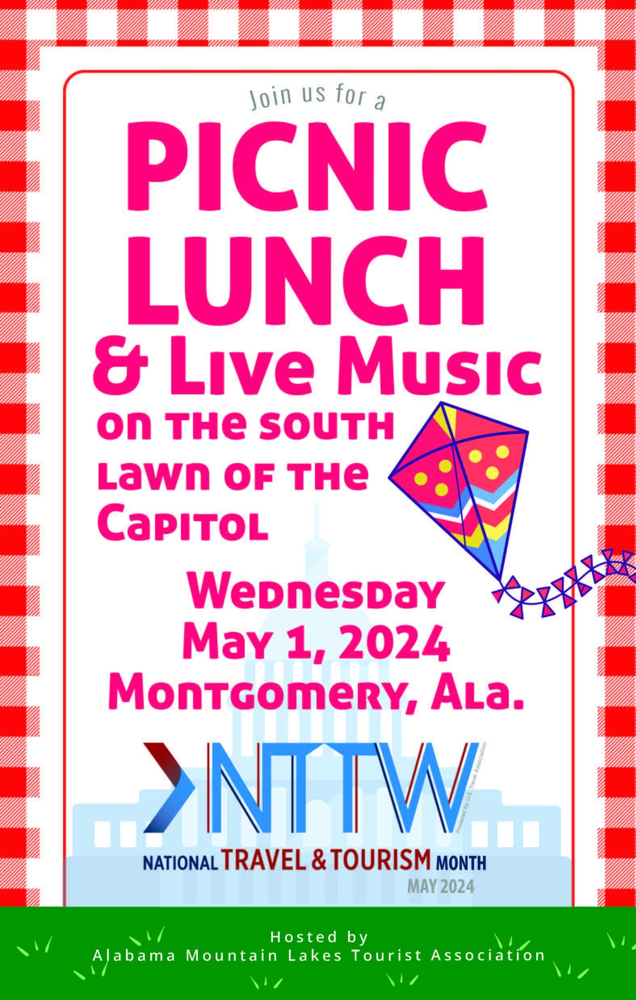 Join us for a
PICNIC
LUNCH
& Live Music
on the south
lawn of the
Capitol
Wednesday
May 1, 2024
Montgomery, Ala.
NTTW
Powered by U.S. Travel Association
NATIONAL TRAVEL & TOURISM MONTH
MAY 2024
Hosted by
Alabama Mountain Lakes Tourist Association